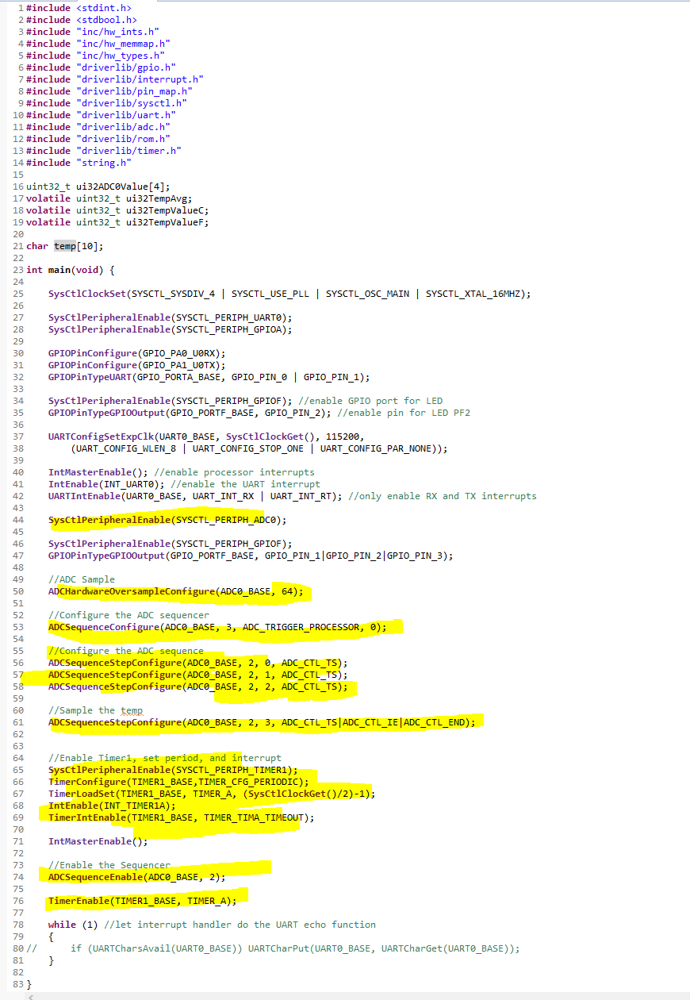 1 #include <stdint.h>
2 #include <stdbool.h>
3 #include "inc/hw_ints.h"
4 #include "inc/hw_memmap.h"
5 #include "inc/hw_types.h"
6 #include "driverlib/gpio.h"
7 #include "driverlib/interrupt.h"
8 #include "driverlib/pin_map.h"
9 #include "driverlib/sysctl.h"
10 #include "driverlib/uart.h"
11 #include "driverlib/adc.h"
12 #include "driverlib/rom.h"
13 #include "driverlib/timer.h"
14 #include "string.h"
15
16 uint32_t ui32ADC0Value[4];
17 volatile uint32_t ui32TempAvg;
18 volatile uint32_t ui32TempValueC;
19 volatile uint32_t ui32TempValueF;
20
21 char temp[10];
22
23 int main(void) {
24
25     SysCtlClockSet(SYSCTL_SYSDIV_4 | SYSCTL_USE_PLL | SYSCTL_OSC_MAIN | SYSCTL_XTAL_16MHZ);
26
27     SysCtlPeripheralEnable(SYSCTL_PERIPH_UART0);
28     SysCtlPeripheralEnable(SYSCTL_PERIPH_GPIOA);
29
30     GPIOPinConfigure(GPIO_PA0_U0RX);
31     GPIOPinConfigure(GPIO_PA1_U0TX);
32     GPIOPinTypeUART(GPIO_PORTA_BASE, GPIO_PIN_0 | GPIO_PIN_1);
33
34     SysCtlPeripheralEnable(SYSCTL_PERIPH_GPIOF); //enable GPIO port for LED
35     GPIOPinTypeGPIOOutput(GPIO_PORTF_BASE, GPIO_PIN_2); //enable pin for LED PF2
36
37     UARTConfigSetExpClk(UART0_BASE, SysCtlClockGet(), 115200,
38         (UART_CONFIG_WLEN_8 | UART_CONFIG_STOP_ONE | UART_CONFIG_PAR_NONE));
39
40     IntMasterEnable(); //enable processor interrupts
41     IntEnable(INT_UART0); //enable the UART interrupt
42     UARTIntEnable(UART0_BASE, UART_INT_RX | UART_INT_RT); //only enable RX and TX interrupts
43
44     SysCtlPeripheralEnable(SYSCTL_PERIPH_ADC0);
45
46     SysCtlPeripheralEnable(SYSCTL_PERIPH_GPIOF);
47     GPIOPinTypeGPIOOutput(GPIO_PORTF_BASE, GPIO_PIN_1|GPIO_PIN_2|GPIO_PIN_3);
48
49     //ADC Sample
50     ADCHardwareOversampleConfigure(ADC0_BASE, 64);
51
52     //Configure the ADC sequencer
53     ADCSequenceConfigure(ADC0_BASE, 3, ADC_TRIGGER_PROCESSOR, 0);
54
55     //Configure the ADC sequence
56     ADCSequenceStepConfigure(ADC0_BASE, 2, 0, ADC_CTL_TS);
57     ADCSequenceStepConfigure(ADC0_BASE, 2, 1, ADC_CTL_TS);
58     ADCSequenceStepConfigure(ADC0_BASE, 2, 2, ADC_CTL_TS);
59
60     //Sample the temp
61     ADCSequenceStepConfigure(ADC0_BASE, 2, 3, ADC_CTL_TS|ADC_CTL_IE|ADC_CTL_END);
62
63
64     //Enable Timer1, set period, and interrupt
65     SysCtlPeripheralEnable(SYSCTL_PERIPH_TIMER1);
66     TimerConfigure(TIMER1_BASE,TIMER_CFG_PERIODIC);
67     TimerLoadSet(TIMER1_BASE, TIMER_A, (SysCtlClockGet()/2)-1);
68     IntEnable(INT_TIMER1A);
69     TimerIntEnable(TIMER1_BASE, TIMER_TIMA_TIMEOUT);
70
71     IntMasterEnable();
72
73     //Enable the Sequencer
74     ADCSequenceEnable(ADC0_BASE, 2);
75
76     TimerEnable(TIMER1_BASE, TIMER_A);
77
78     while (1) //let interrupt handler do the UART echo function
79     {
80 //      if (UARTCharsAvail(UART0_BASE)) UARTCharPut(UART0_BASE, UARTCharGet(UART0_BASE));
81     }
82
83 }